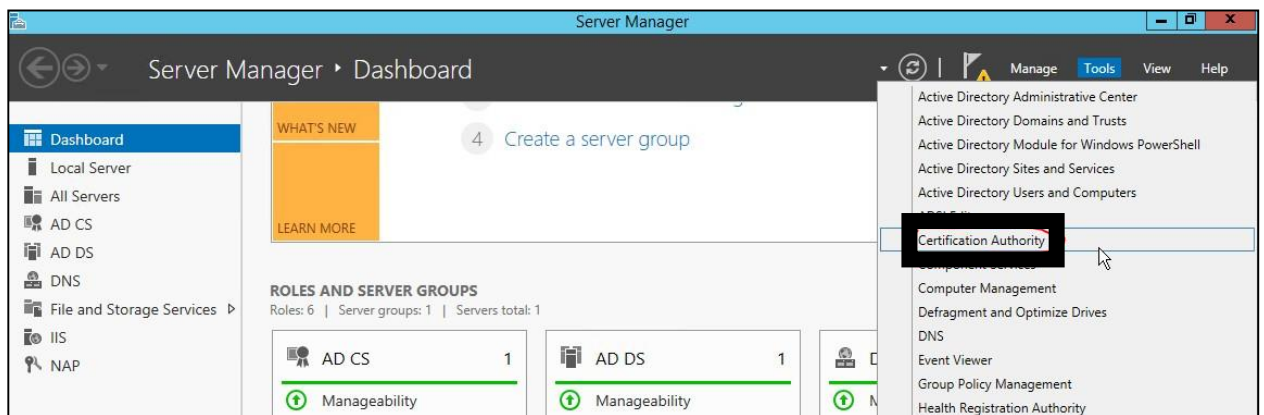 Server Manager
Server Manager Dashboard
Manage Tools View Help
Dashboard
Local Server
All Servers
AD CS
AD DS
DNS
File and Storage Services
IIS
NAP
WHAT'S NEW
LEARN MORE
4 Create a server group
ROLES AND SERVER GROUPS
Roles: 6 | Server groups: 1 | Servers total: 1
AD CS 1
Manageability
AD DS 1
Manageability
Active Directory Administrative Center
Active Directory Domains and Trusts
Active Directory Module for Windows PowerShell
Active Directory Sites and Services
Active Directory Users and Computers
Certification Authority
Component Services
Computer Management
Defragment and Optimize Drives
DNS
Event Viewer
Group Policy Management
Health Registration Authority